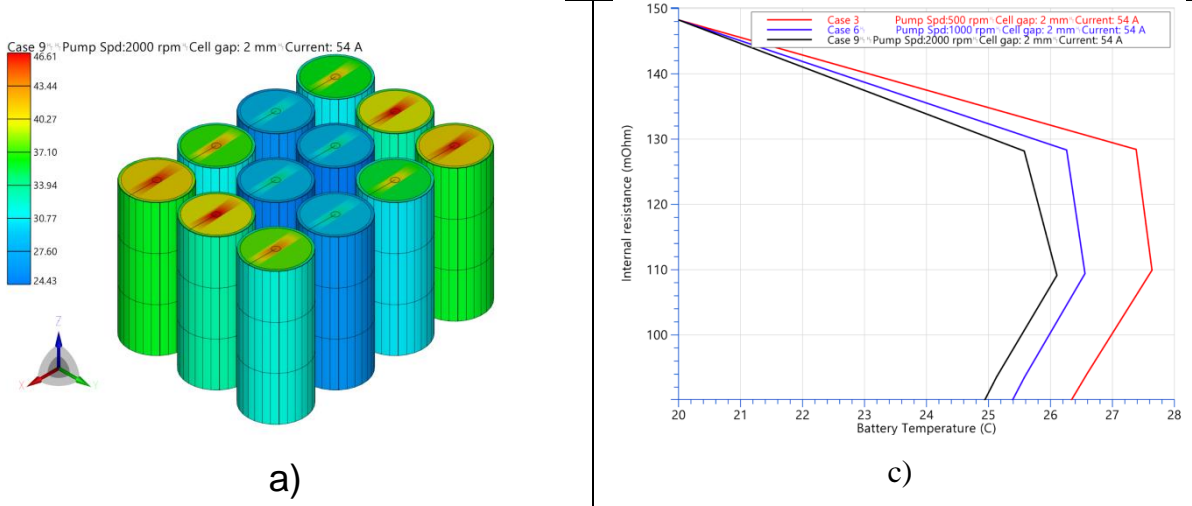 Case 9 Pump Spd:2000 rpm Cell gap: 2 mm Current: 54 A
46.61
43.44
40.27
37.10
33.94
30.77
27.60
24.43
Z
X
Y
a)
150
140
130
120
110
100
Internal resistance (mOhm)
Case 3 Pump Spd:500 rpm Cell gap: 2 mm Current: 54 A
Case 6 Pump Spd:1000 rpm Cell gap: 2 mm Current: 54 A
Case 9 Pump Spd:2000 rpm Cell gap: 2 mm Current: 54 A
20 21 22 23 24 25 26 27 28
Battery Temperature (C)
c)